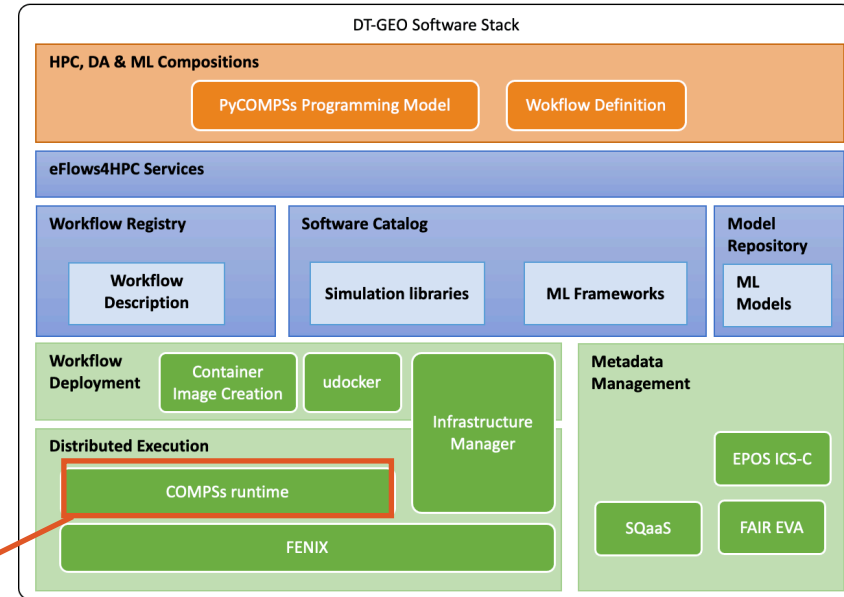 DT-GEO Software Stack
HPC, DA & ML Compositions
PyCOMPSs Programming Model
Wokflow Definition
eFlows4HPC Services
Workflow Registry
Workflow
Description
Software Catalog
Simulation libraries
ML Frameworks
Model
Repository
ML
Models
Workflow
Deployment
Container
Image Creation
udocker
Infrastructure
Manager
Distributed Execution
COMPSs runtime
FENIX
Metadata
Management
EPOS ICS-C
SQaaS
FAIR EVA